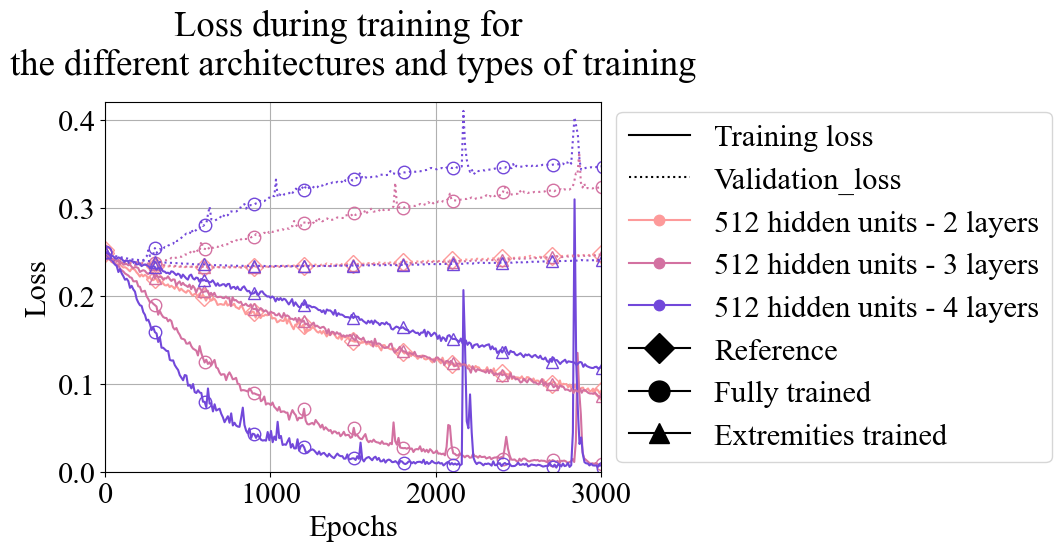 Loss during training for
the different architectures and types of training
0.4
0.3
0.2
0.1
0.0
Loss
0
1000
2000
3000
Epochs
Training loss
Validation_loss
512 hidden units - 2 layers
512 hidden units - 3 layers
512 hidden units - 4 layers
Reference
Fully trained
Extremities trained